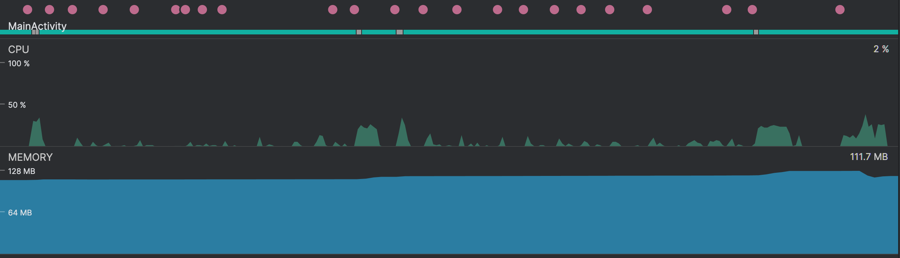 MainActivity
CPU
2 %
100 %
50 %
MEMORY
111.7 MB
128 MB
64 MB